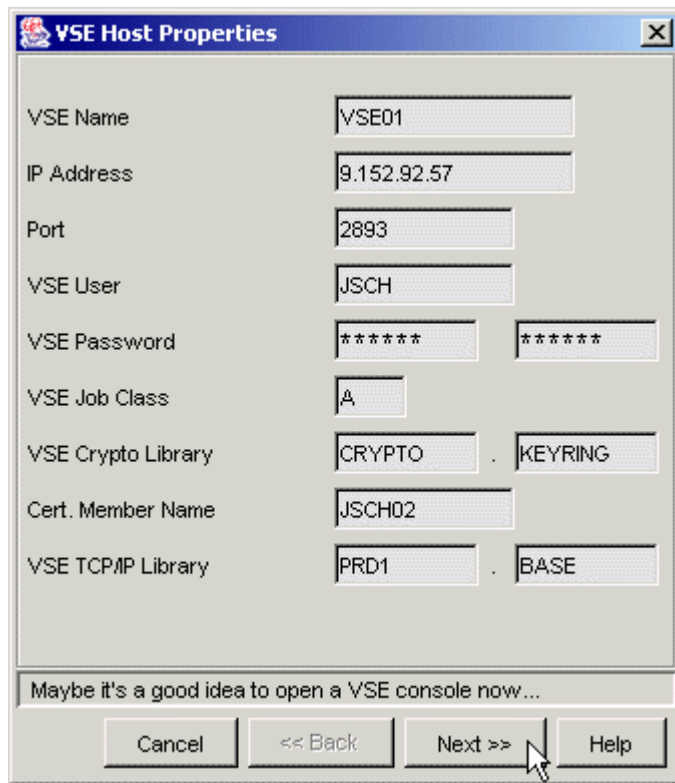 VSE Host Properties
VSE Name VSE01
IP Address 9.152.92.57
Port 2893
VSE User JSCH
VSE Password ****** ******
VSE Job Class A
VSE Crypto Library CRYPTO . KEYRING
Cert. Member Name JSCH02
VSE TCP/IP Library PRD1 . BASE
Maybe it's a good idea to open a VSE console now...
Cancel << Back Next >> Help